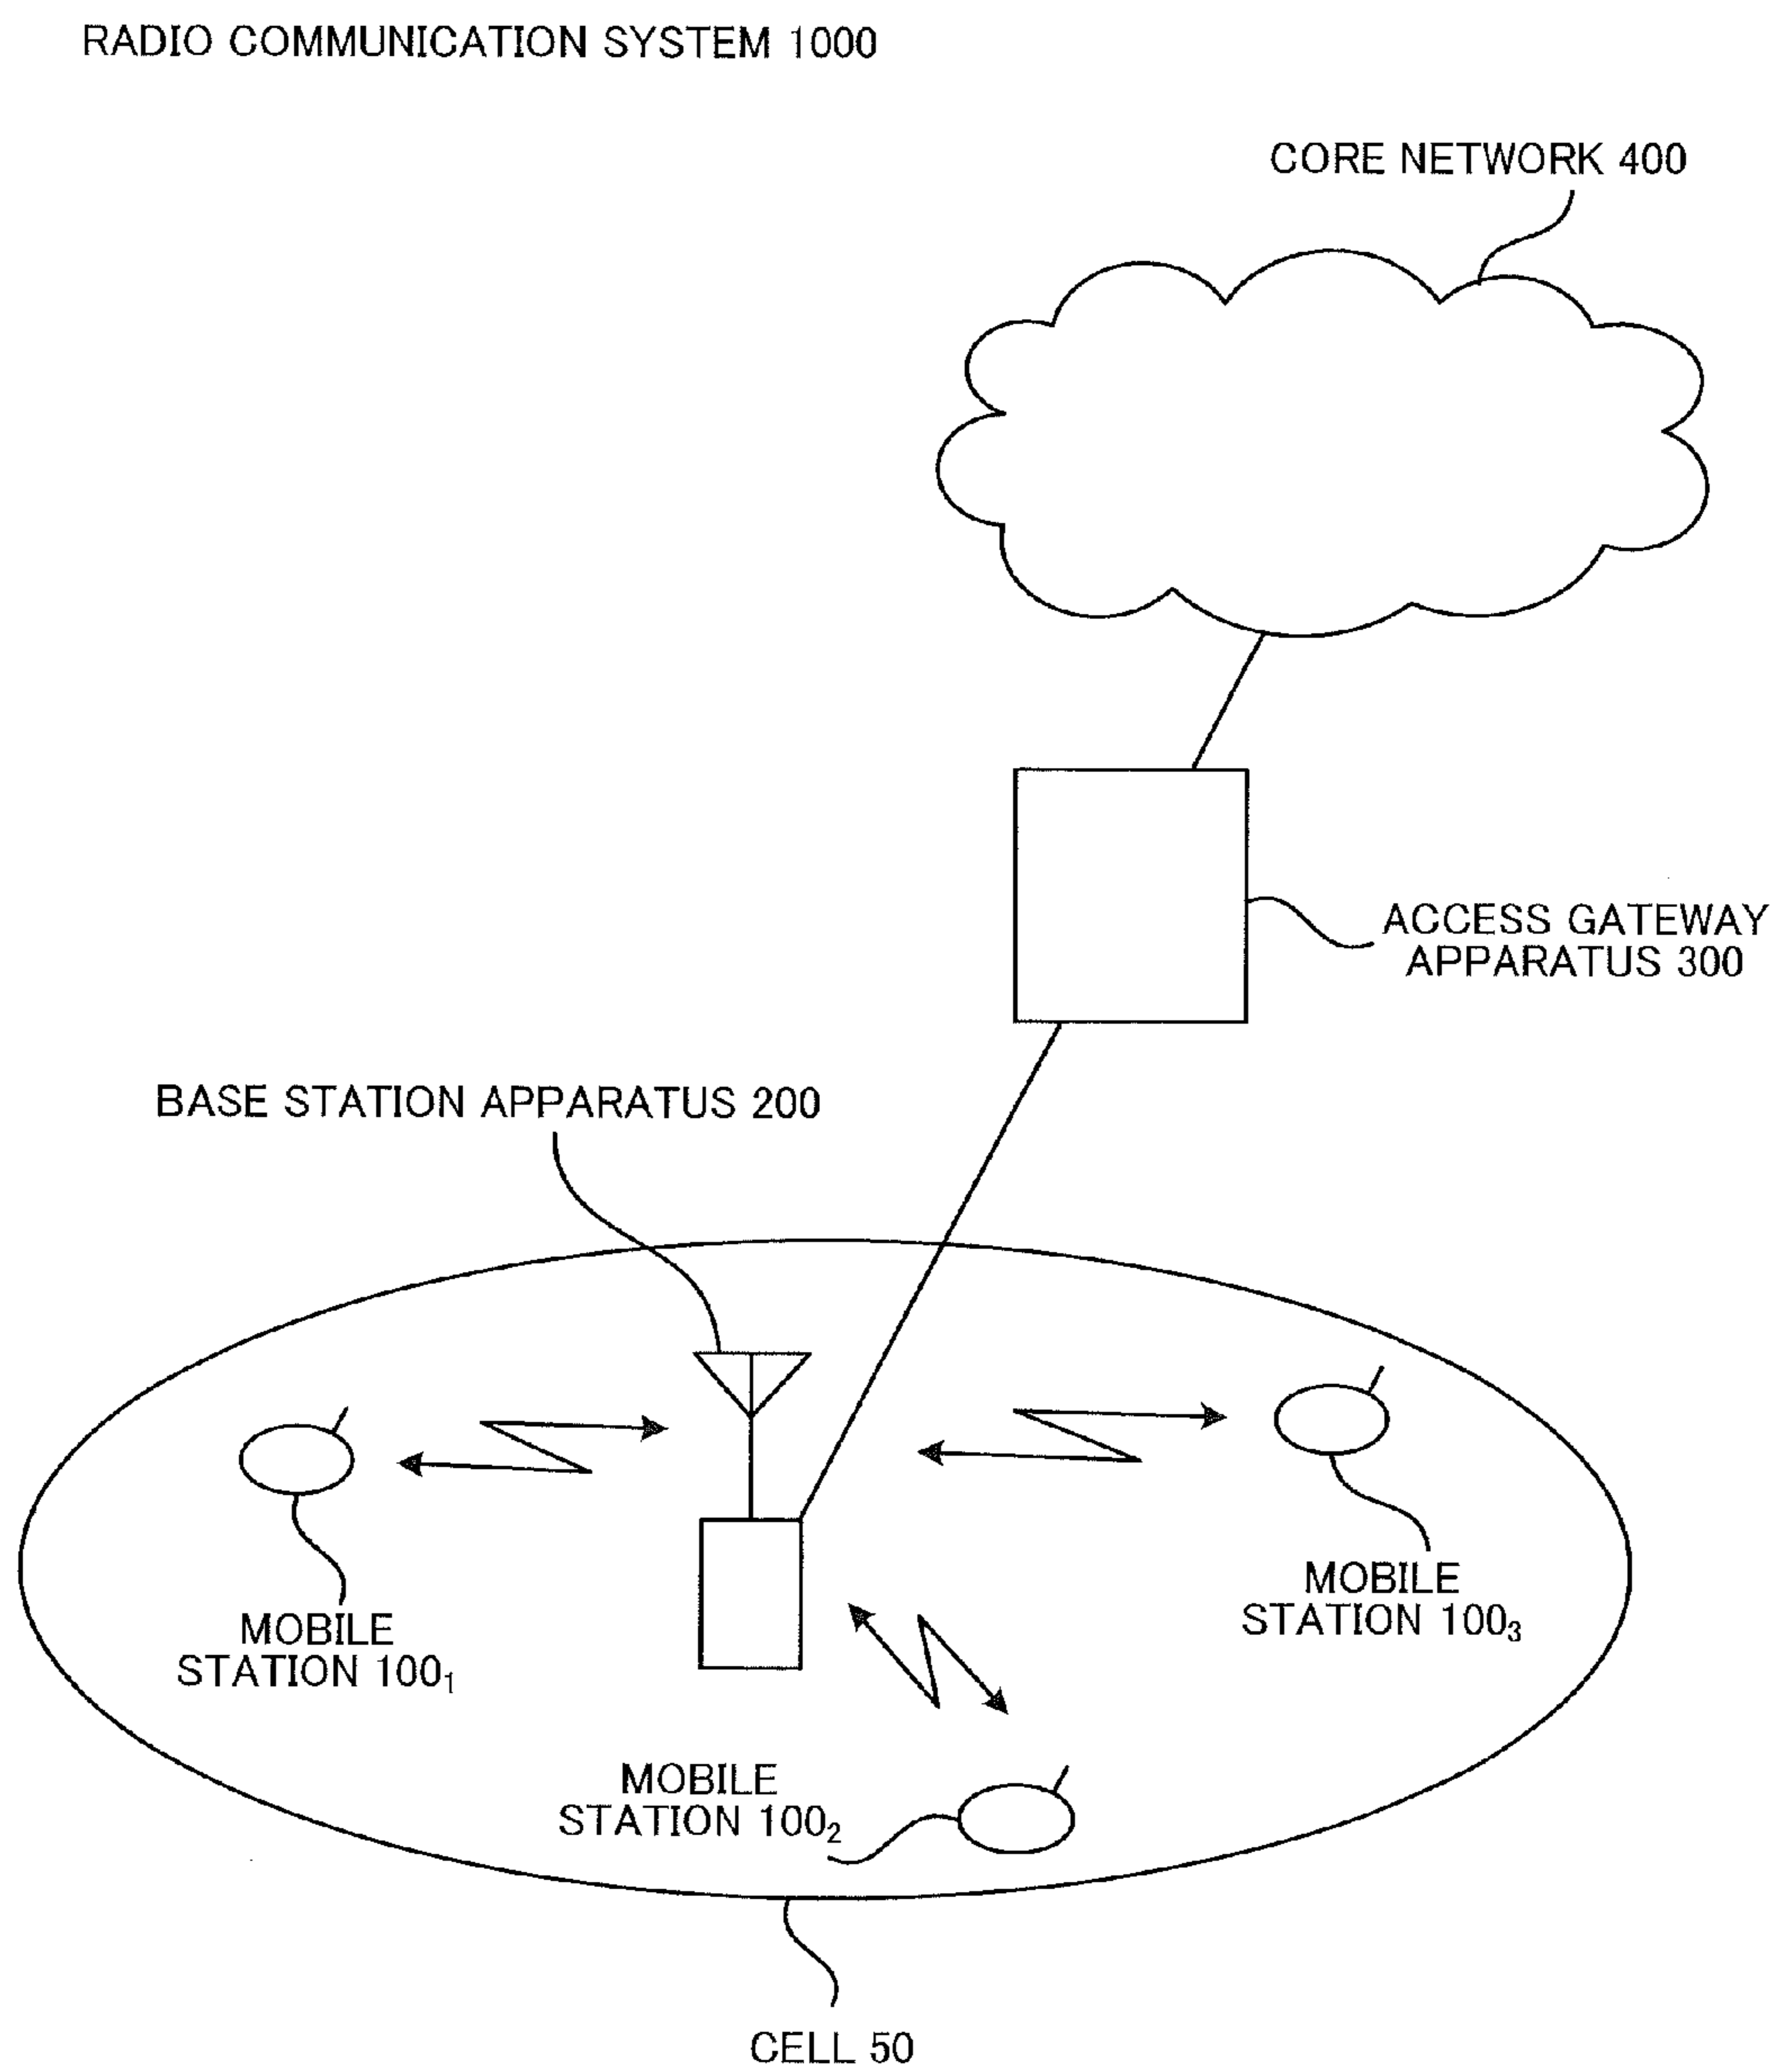 RADIO COMMUNICATION SYSTEM 1000
CORE NETWORK 400
ACCESS GATEWAY
APPARATUS 300
BASE STATION APPARATUS 200
MOBILE
STATION 100₁
MOBILE
STATION 100₃
MOBILE
STATION 100₂
CELL 50